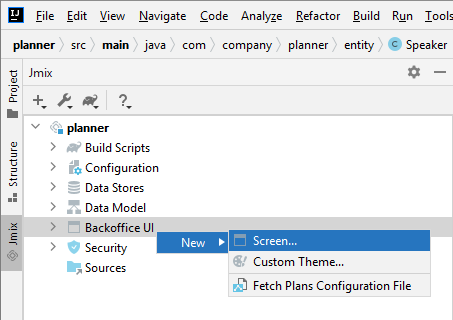 IJ File Edit View Navigate Code Analyze Refactor Build Run Tools
planner src main java com company planner entity C Speaker
Jmix
Project
?
planner
Build Scripts
Configuration
Data Stores
Structure
Data Model
Backoffice UI
New Screen...
Jmix
Security
Custom Theme...
Sources
Fetch Plans Configuration File